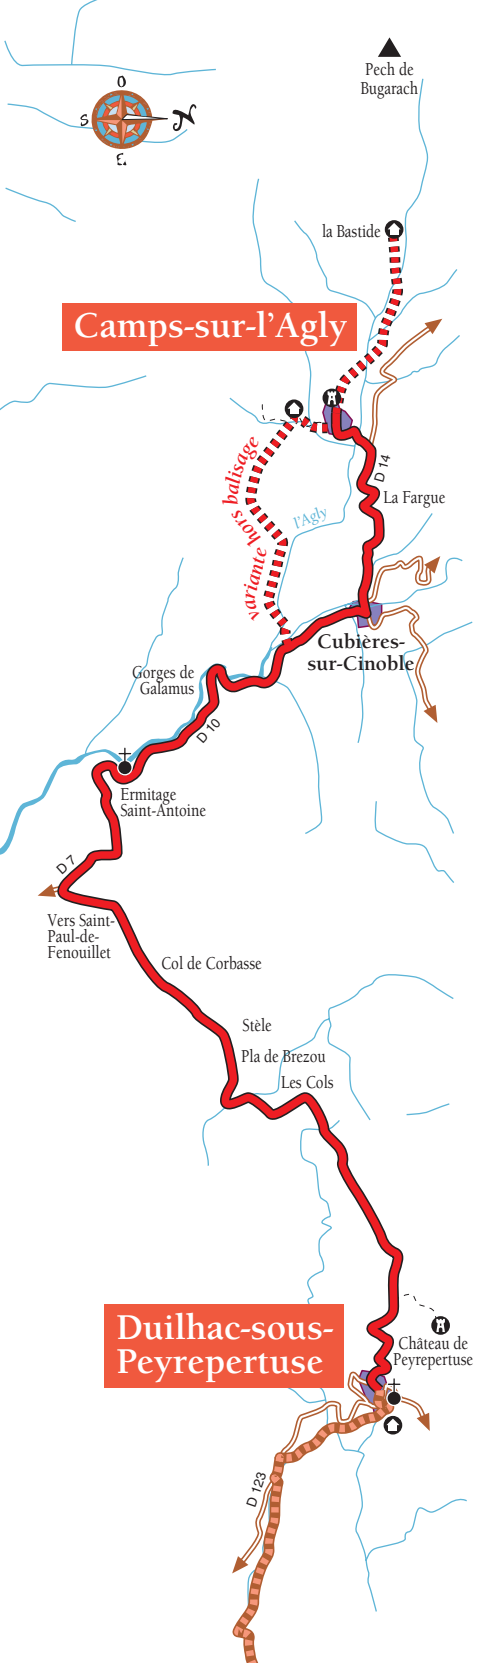 O
S
N
E.
Pech de
Bugarach
la Bastide
Camps-sur-l'Agly
D 14
variante hors balisage
La Fargue
l'Agly
Cubières-
sur-Cinoble
Gorges de
Galamus
D 10
Ermitage
Saint-Antoine
D 7
Vers Saint-
Paul-de-
Fenouillet
Col de Corbasse
Stèle
Pla de Brezou
Les Cols
Duilhac-sous-
Peyrepertuse
Château de
Peyrepertuse
D 123